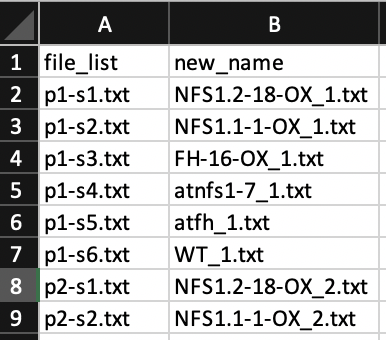 A B
1 file_list new_name
2 p1-s1.txt NFS1.2-18-OX_1.txt
3 p1-s2.txt NFS1.1-1-OX_1.txt
4 p1-s3.txt FH-16-OX_1.txt
5 p1-s4.txt atnfs1-7_1.txt
6 p1-s5.txt atfh_1.txt
7 p1-s6.txt WT_1.txt
8 p2-s1.txt NFS1.2-18-OX_2.txt
9 p2-s2.txt NFS1.1-1-OX_2.txt